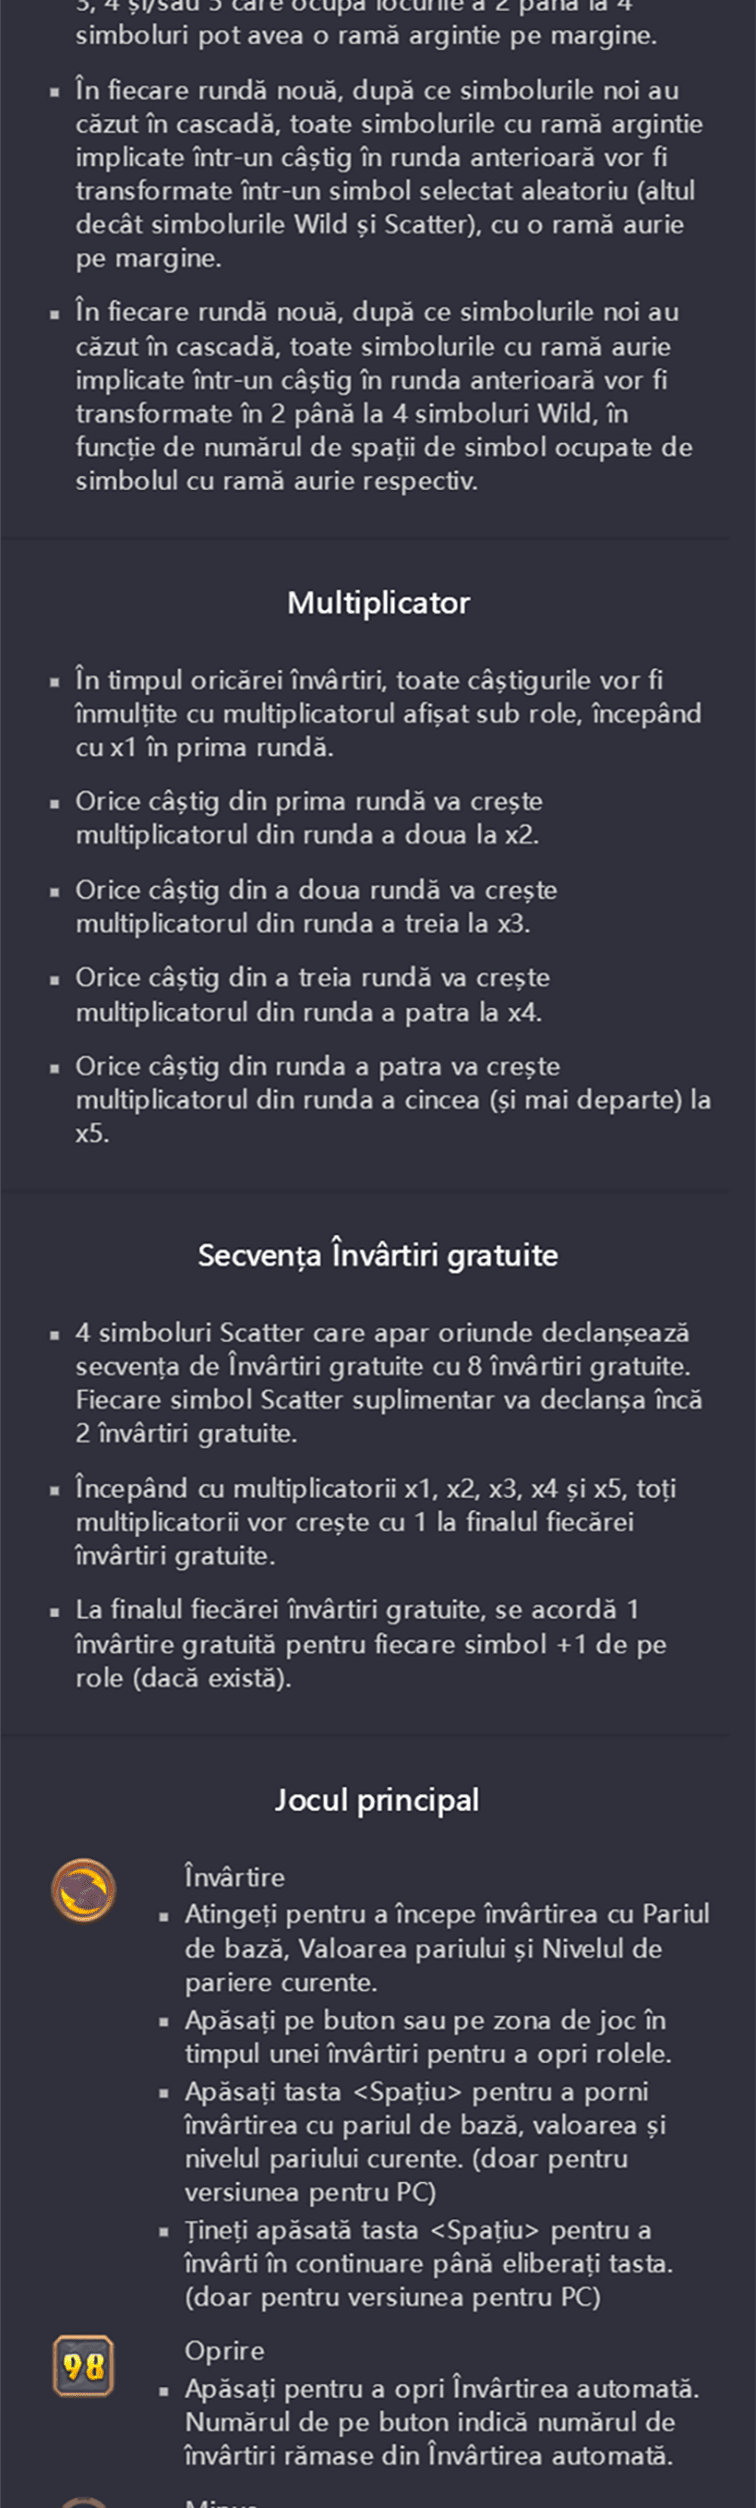 3, 4 și/sau 5 care ocupă locurile a 2 până la 4
simboluri pot avea o ramă argintie pe margine.
▪ În fiecare rundă nouă, după ce simbolurile noi au
căzut în cascadă, toate simbolurile cu ramă argintie
implicate într-un câștig în runda anterioară vor fi
transformate într-un simbol selectat aleatoriu (altul
decât simbolurile Wild și Scatter), cu o ramă aurie
pe margine.
▪ În fiecare rundă nouă, după ce simbolurile noi au
căzut în cascadă, toate simbolurile cu ramă aurie
implicate într-un câștig în runda anterioară vor fi
transformate în 2 până la 4 simboluri Wild, în
funcție de numărul de spații de simbol ocupate de
simbolul cu ramă aurie respectiv.
Multiplicator
▪ În timpul oricărei învârtiri, toate câștigurile vor fi
înmulțite cu multiplicatorul afișat sub role, începând
cu x1 în prima rundă.
▪ Orice câștig din prima rundă va crește
multiplicatorul din runda a doua la x2.
▪ Orice câștig din a doua rundă va crește
multiplicatorul din runda a treia la x3.
▪ Orice câștig din a treia rundă va crește
multiplicatorul din runda a patra la x4.
▪ Orice câștig din runda a patra va crește
multiplicatorul din runda a cincea (și mai departe) la
x5.
Secvența Învârtiri gratuite
▪ 4 simboluri Scatter care apar oriunde declanșează
secvența de Învârtiri gratuite cu 8 învârtiri gratuite.
Fiecare simbol Scatter suplimentar va declanșa încă
2 învârtiri gratuite.
▪ Începând cu multiplicatorii x1, x2, x3, x4 și x5, toți
multiplicatorii vor crește cu 1 la finalul fiecărei
învârtiri gratuite.
▪ La finalul fiecărei învârtiri gratuite, se acordă 1
învârtire gratuită pentru fiecare simbol +1 de pe
role (dacă există).
Jocul principal
Învârtire
▪ Atingeți pentru a începe învârtirea cu Pariul
de bază, Valoarea pariului și Nivelul de
pariere curente.
▪ Apăsați pe buton sau pe zona de joc în
timpul unei învârtiri pentru a opri rolele.
▪ Apăsați tasta <Spațiu> pentru a porni
învârtirea cu pariul de bază, valoarea și
nivelul pariului curente. (doar pentru
versiunea pentru PC)
▪ Țineți apăsată tasta <Spațiu> pentru a
învârti în continuare până eliberați tasta.
(doar pentru versiunea pentru PC)
98
Oprire
▪ Apăsați pentru a opri Învârtirea automată.
Numărul de pe buton indică numărul de
învârtiri rămase din Învârtirea automată.